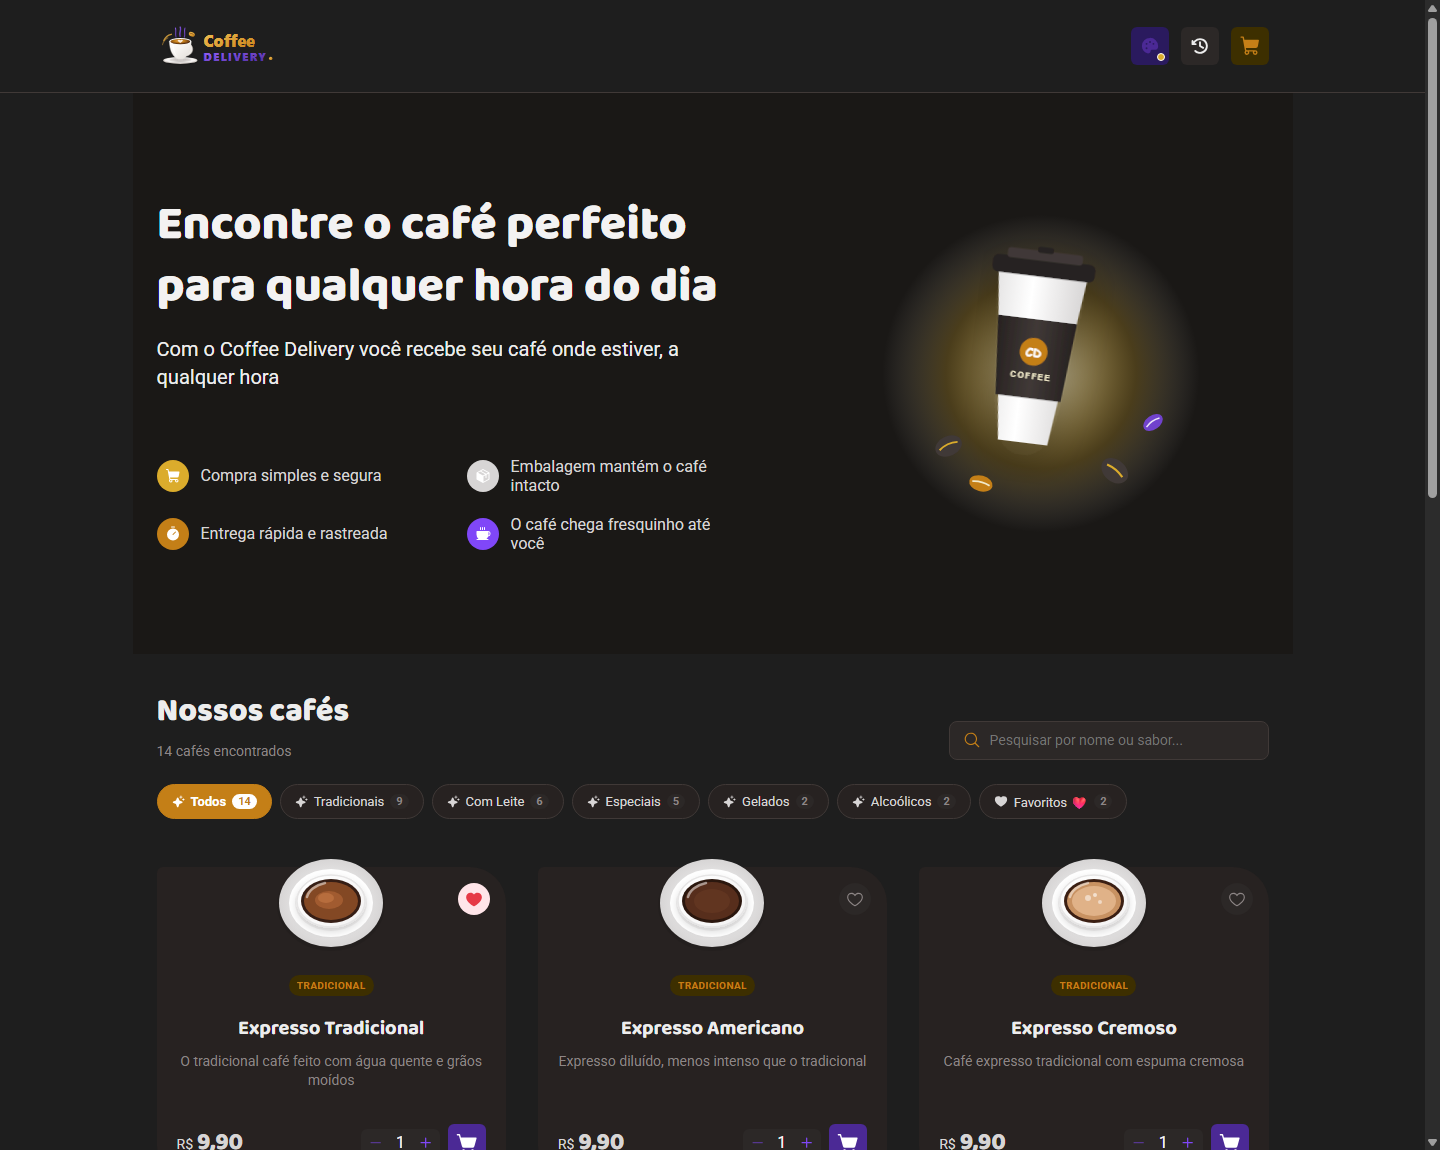 Coffee
DELIVERY
Encontre o café perfeito
para qualquer hora do dia
Com o Coffee Delivery você recebe seu café onde estiver, a
qualquer hora
CD
COFFEE
Compra simples e segura
Embalagem mantém o café
intacto
Entrega rápida e rastreada
O café chega fresquinho até
você
Nossos cafés
14 cafés encontrados
Pesquisar por nome ou sabor...
Todos 14
Tradicionais 9
Com Leite 6
Especiais 5
Gelados 2
Alcoólicos 2
Favoritos 💖 2
TRADICIONAL
Expresso Tradicional
O tradicional café feito com água quente e grãos
moídos
R$ 9,90
− 1 +
TRADICIONAL
Expresso Americano
Expresso diluído, menos intenso que o tradicional
R$ 9,90
− 1 +
TRADICIONAL
Expresso Cremoso
Café expresso tradicional com espuma cremosa
R$ 9,90
− 1 +